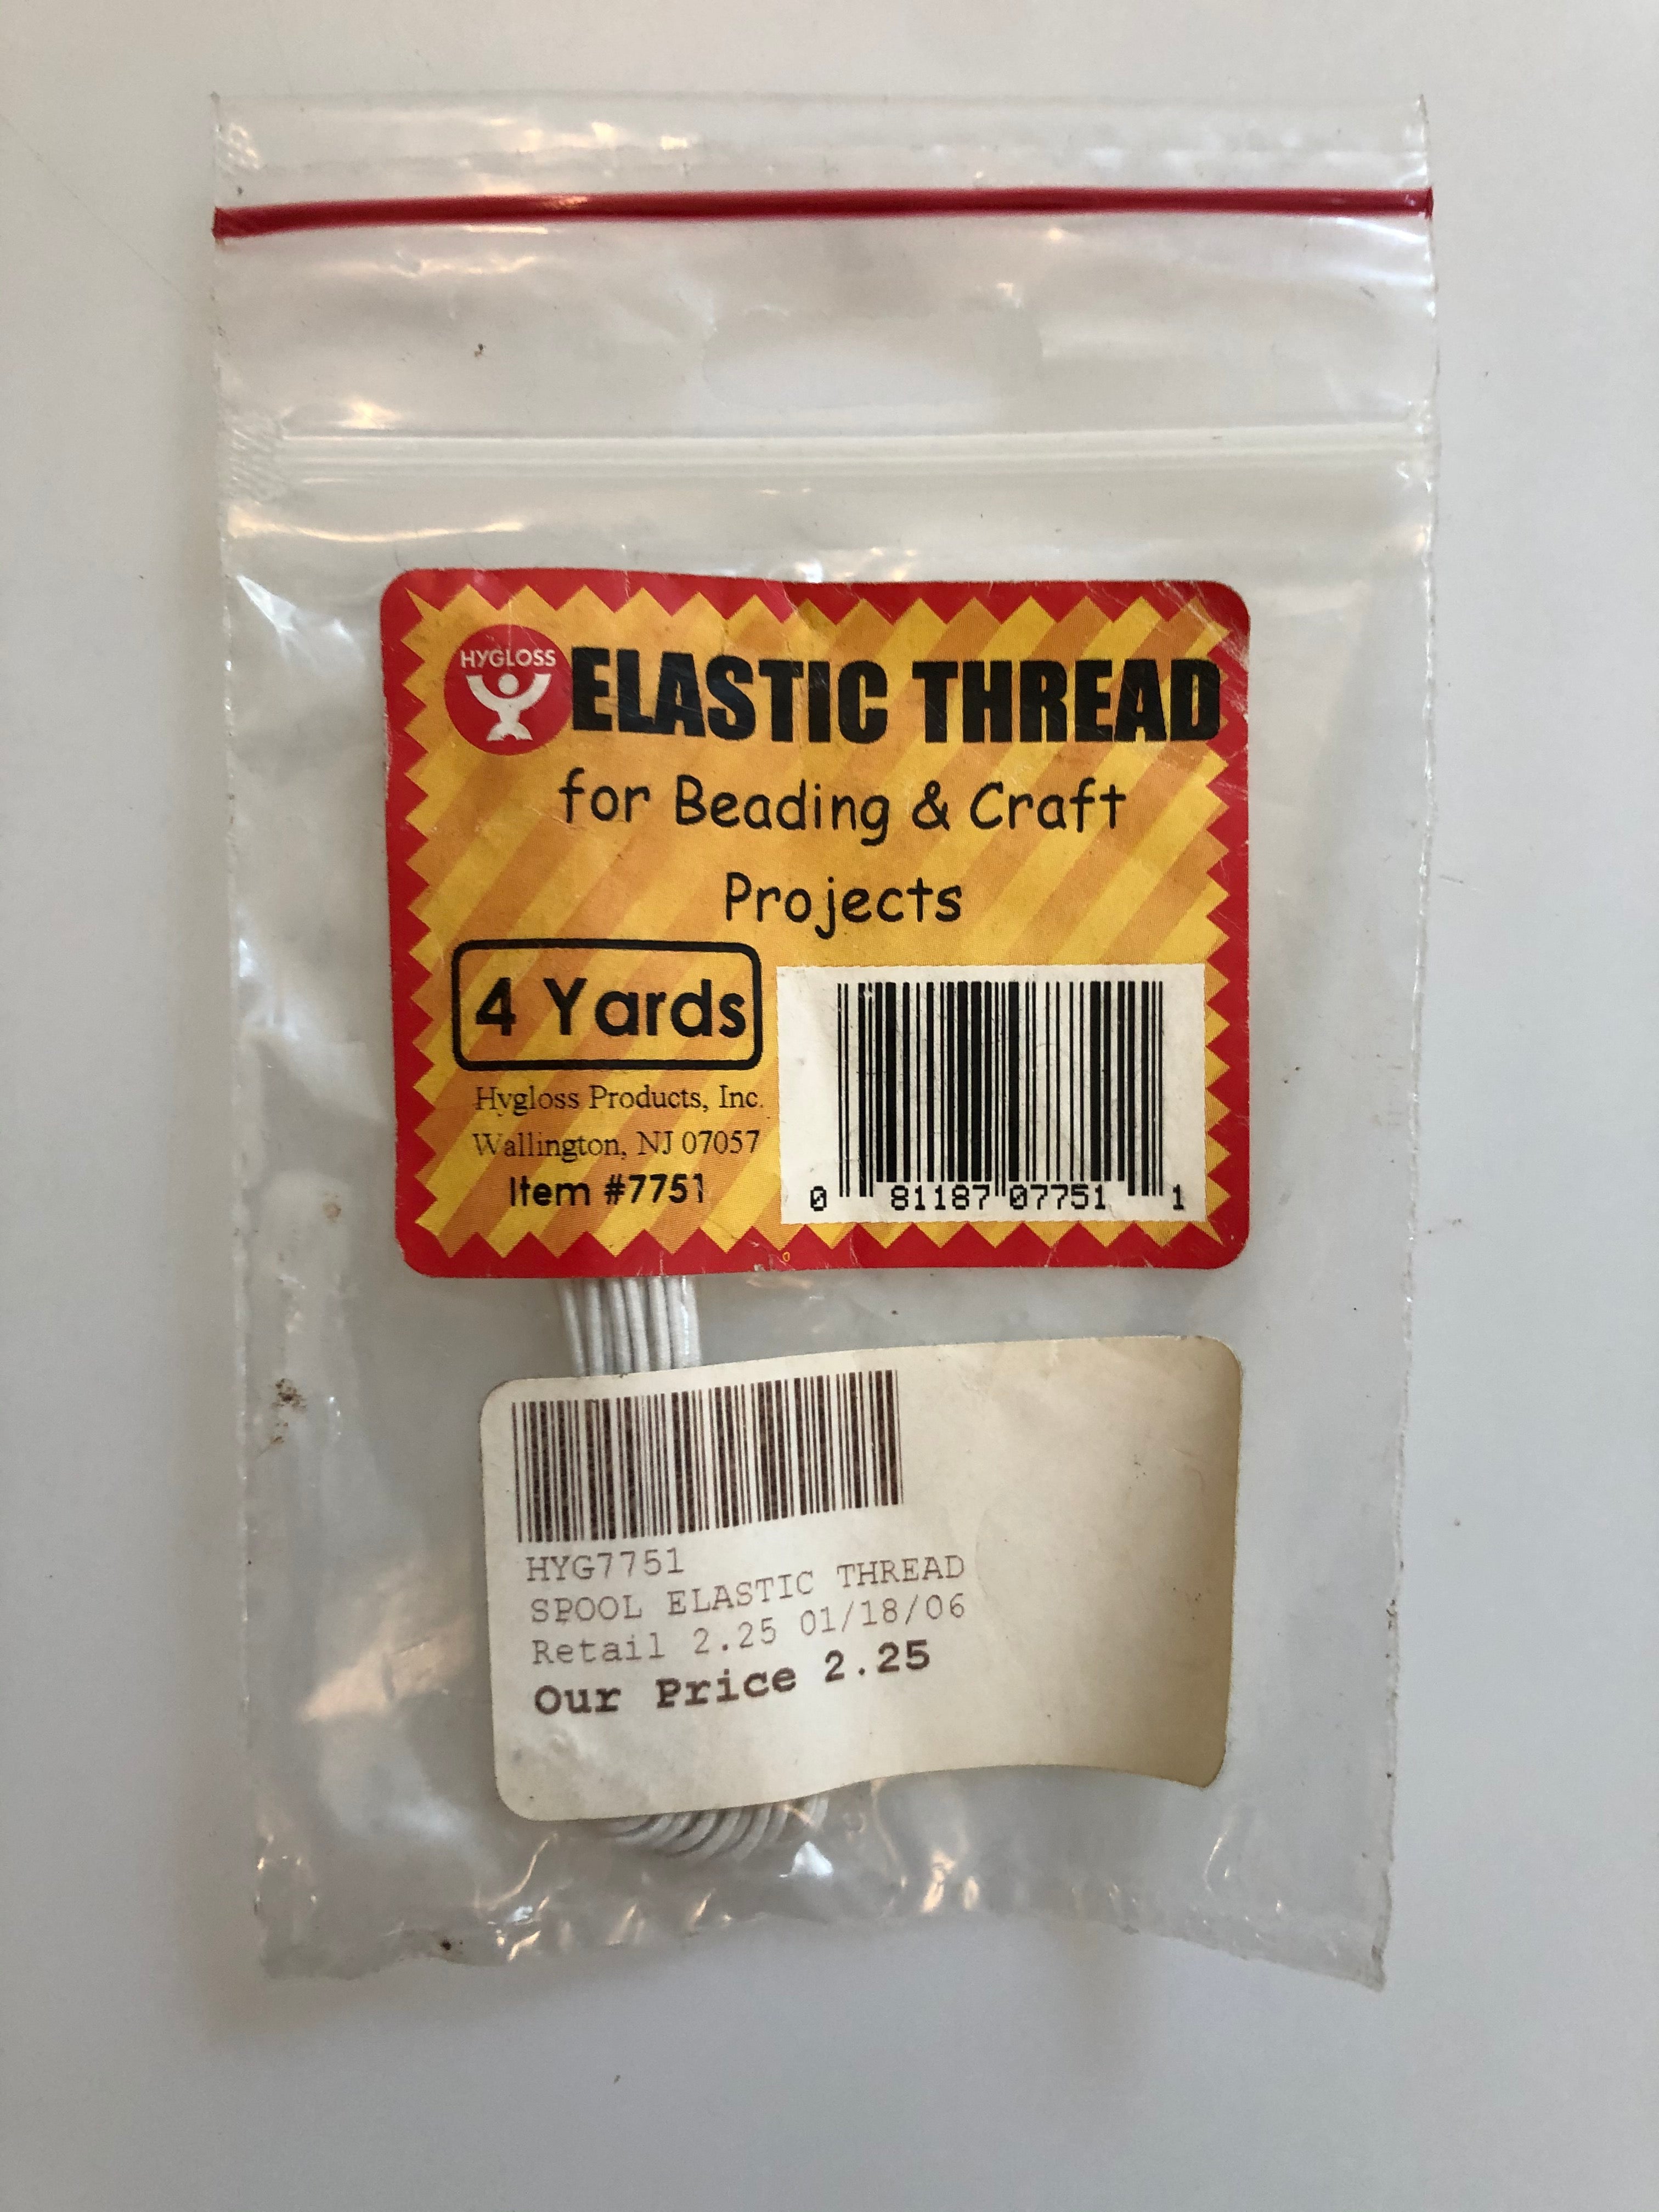 HYGLOSS
ELASTIC THREAD
for Beading & Craft
Projects
4 Yards
Hygloss Products, Inc.
Wallington, NJ 07057
Item #7751
0 81187 07751 1
HYG7751
SPOOL ELASTIC THREAD
Retail 2.25 01/18/06
Our Price 2.25